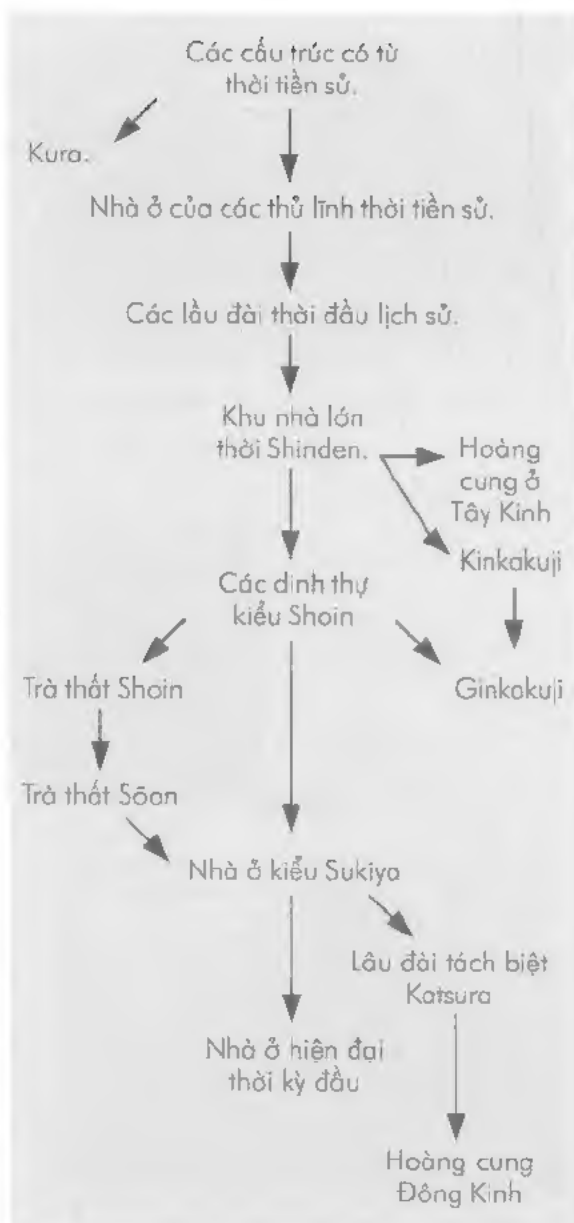 Các cấu trúc có từ
thời tiền sử.
Kura.
Nhà ở của các thủ lĩnh thời tiền sử.
Các lầu đài thời đầu lịch sử.
Khu nhà lớn
thời Shinden.
Hoàng
cung ở
Tây Kinh
Kinkakuji
Các dinh thự
kiểu Shoin
Trà thất Shoin
Ginkakuji
Trà thất Sōan
Nhà ở kiểu Sukiya
Lâu đài tách biệt
Katsura
Nhà ở hiện đại
thời kỳ đầu
Hoàng cung
Đông Kinh